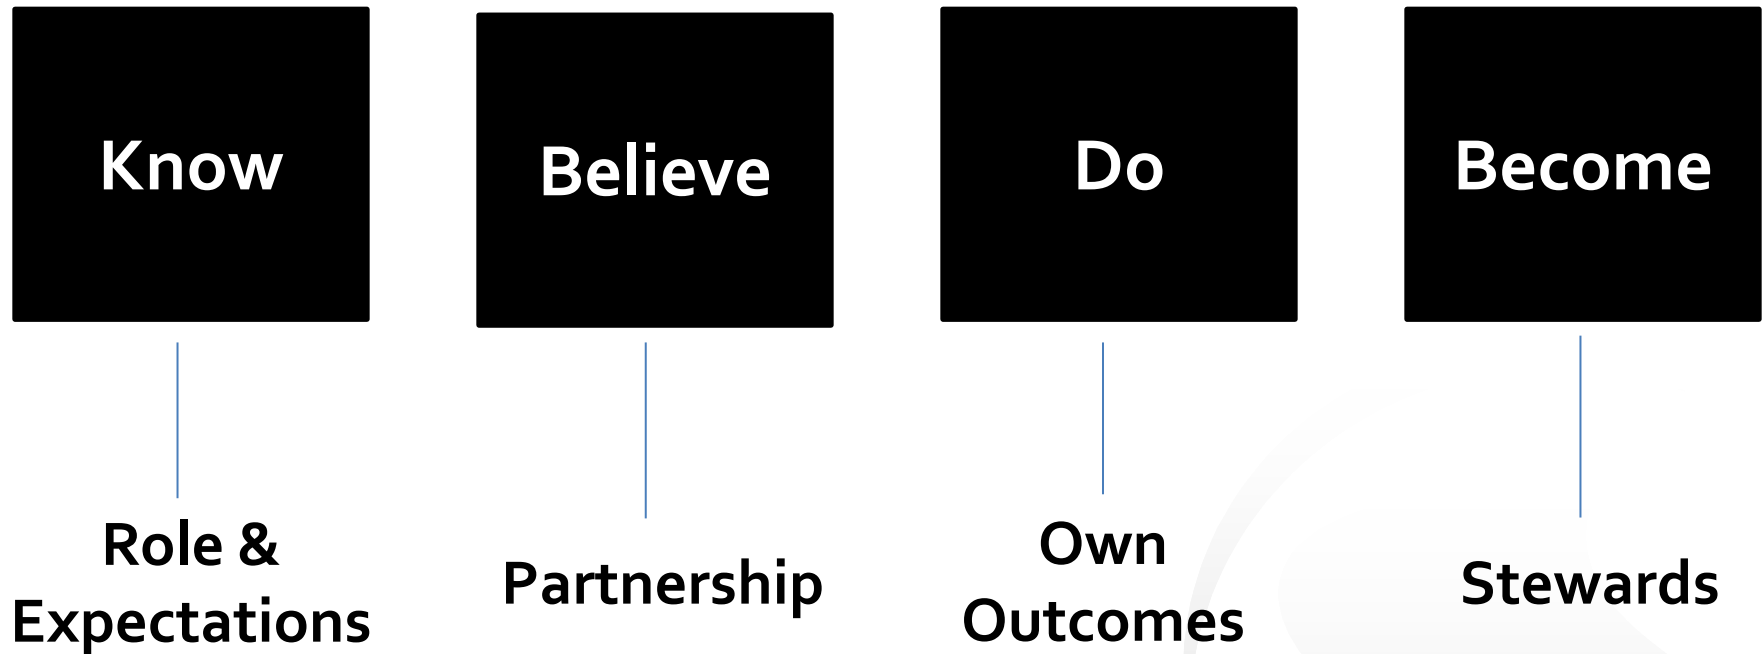 Know
Believe
Do
Become
Role &
Expectations
Partnership
Own
Outcomes
Stewards